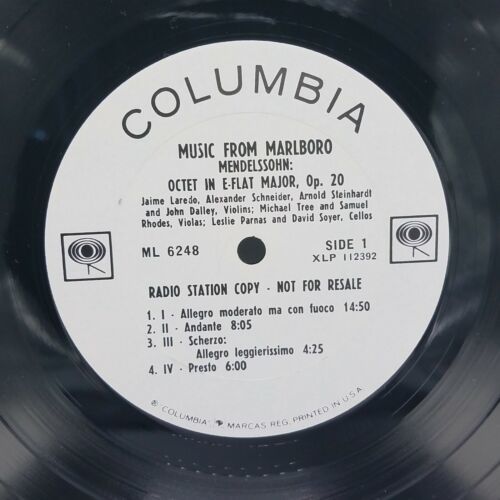 COLUMBIA
MUSIC FROM MARLBORO
MENDELSSOHN:
OCTET IN E-FLAT MAJOR, Op. 20
Jaime Laredo, Alexander Schneider, Arnold Steinhardt
and John Dalley, Violins; Michael Tree and Samuel
Rhodes, Violas; Leslie Parnas and David Soyer, Cellos
ML 6248
SIDE 1
XLP 112392
RADIO STATION COPY - NOT FOR RESALE
1. I - Allegro moderato ma con fuoco 14:50
2. II - Andante 8:05
3. III - Scherzo:
Allegro leggierissimo 4:25
4. IV - Presto 6:00
® COLUMBIA MARCAS REG. PRINTED IN U.S.A.